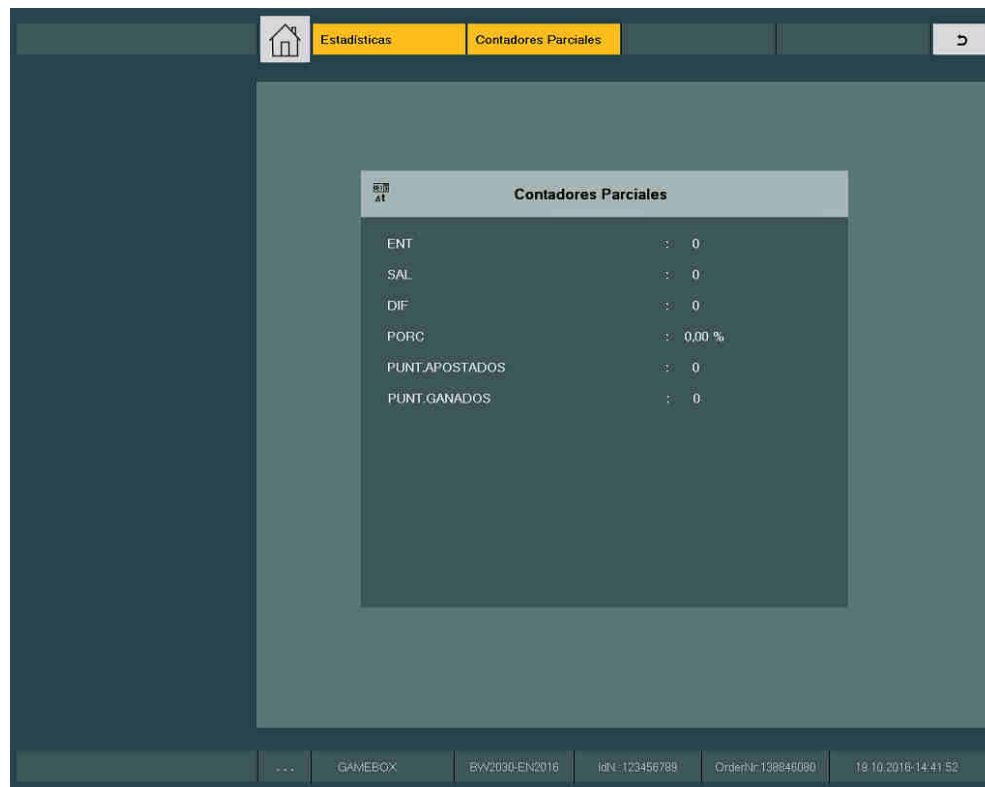 Estadísticas Contadores Parciales
Contadores Parciales
ENT : 0
SAL : 0
DIF : 0
PORC : 0,00 %
PUNT.APOSTADOS : 0
PUNT.GANADOS : 0
... GAMEBOX BW2030-EN2016 IdN.:123456789 OrderNr:138846080 19.10.2016-14:41:52